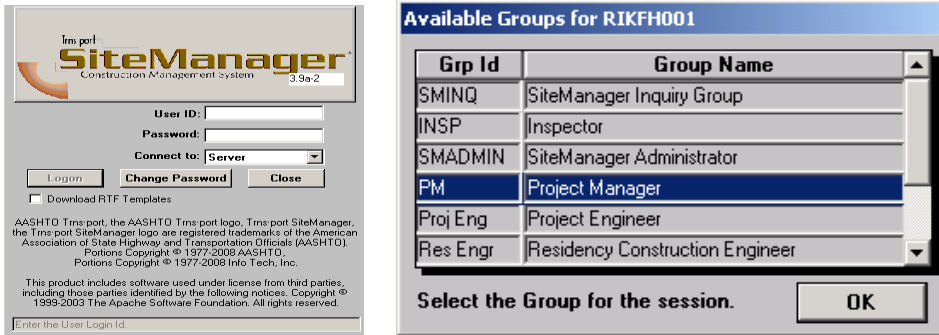 Trns·port
SiteManager
Construction Management System
3.9a-2
User ID:
Password:
Connect to: Server
Logon Change Password Close
Download RTF Templates
AASHTO Trns·port, the AASHTO Trns·port logo, Trns·port SiteManager,
the Trns·port SiteManager logo are registered trademarks of the American
Association of State Highway and Transportation Officials (AASHTO).
Portions Copyright © 1977-2008 AASHTO,
Portions Copyright © 1977-2008 Info Tech, Inc.
This product includes software used under license from third parties,
including those parties identified by the following notices. Copyright ©
1999-2003 The Apache Software Foundation. All rights reserved.
Enter the User Login Id.
Available Groups for RIKFH001
Grp Id Group Name
SMINQ SiteManager Inquiry Group
INSP Inspector
SMADMIN SiteManager Administrator
PM Project Manager
Proj Eng Project Engineer
Res Engr Residency Construction Engineer
Select the Group for the session. OK